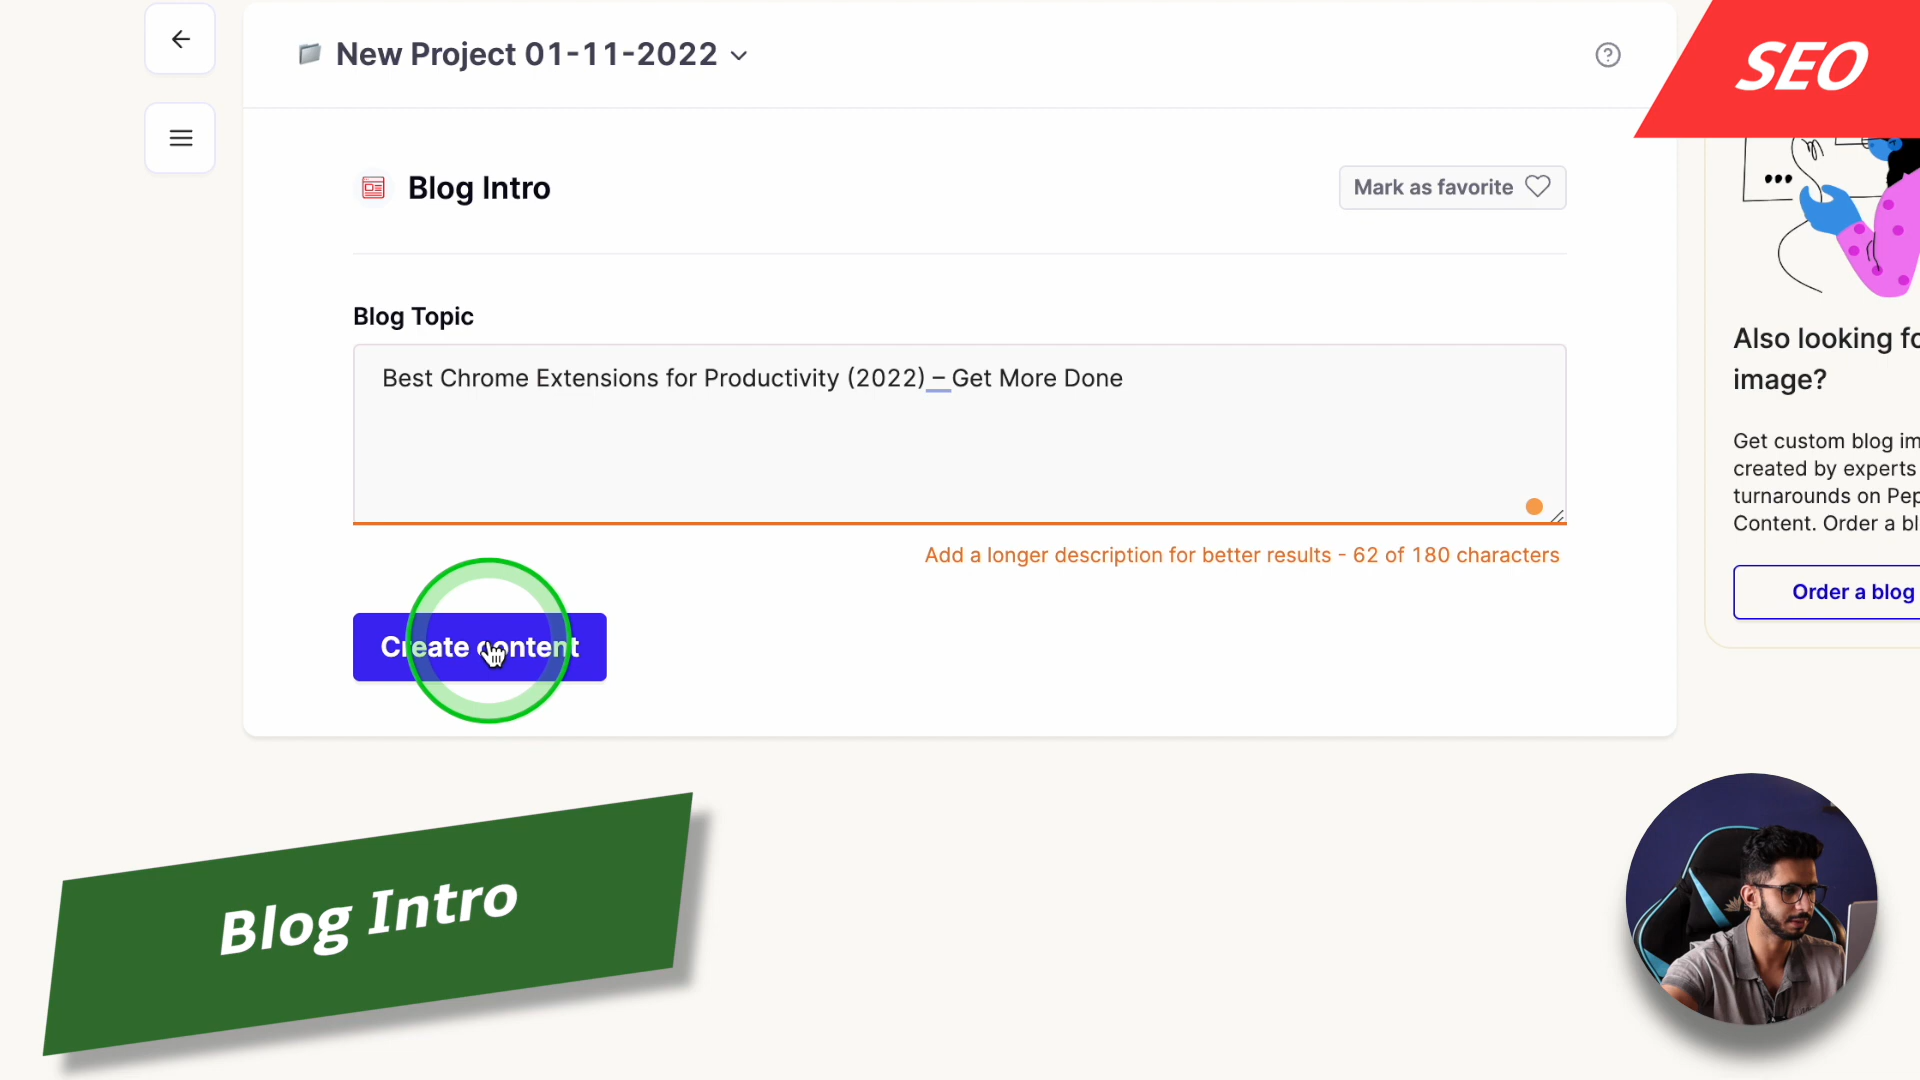 New Project 01-11-2022
SEO
Blog Intro
Mark as favorite
Blog Topic
Best Chrome Extensions for Productivity (2022) – Get More Done
Add a longer description for better results - 62 of 180 characters
Create content
Also looking fo
image?
Get custom blog im
created by experts
turnarounds on Pep
Content. Order a bl
Order a blog
Blog Intro